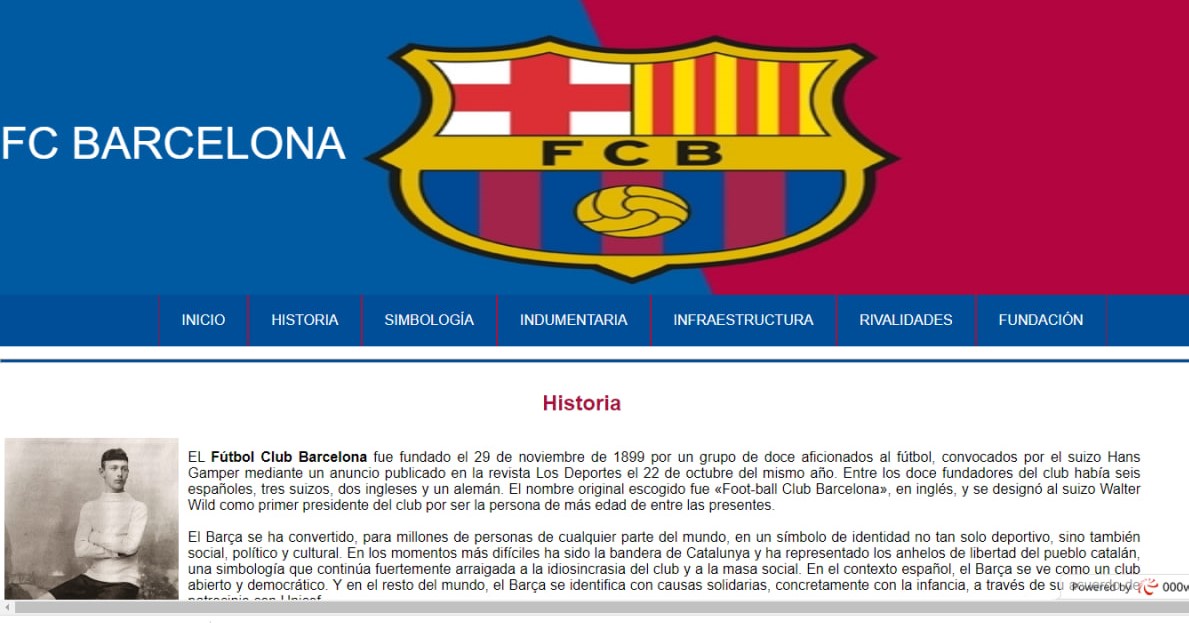 FC BARCELONA
FCB
INICIO
HISTORIA
SIMBOLOGÍA
INDUMENTARIA
INFRAESTRUCTURA
RIVALIDADES
FUNDACIÓN
Historia
EL Fútbol Club Barcelona fue fundado el 29 de noviembre de 1899 por un grupo de doce aficionados al fútbol, convocados por el suizo Hans
Gamper mediante un anuncio publicado en la revista Los Deportes el 22 de octubre del mismo año. Entre los doce fundadores del club había seis
españoles, tres suizos, dos ingleses y un alemán. El nombre original escogido fue «Foot-ball Club Barcelona», en inglés, y se designó al suizo Walter
Wild como primer presidente del club por ser la persona de más edad de entre las presentes.
El Barça se ha convertido, para millones de personas de cualquier parte del mundo, en un símbolo de identidad no tan solo deportivo, sino también
social, político y cultural. En los momentos más difíciles ha sido la bandera de Catalunya y ha representado los anhelos de libertad del pueblo catalán,
una simbología que continúa fuertemente arraigada a la idiosincrasia del club y a la masa social. En el contexto español, el Barça se ve como un club
abierto y democrático. Y en el resto del mundo, el Barça se identifica con causas solidarias, concretamente con la infancia, a través de su acuerdo de
patrocinio con Unicef.
Powered by 000w